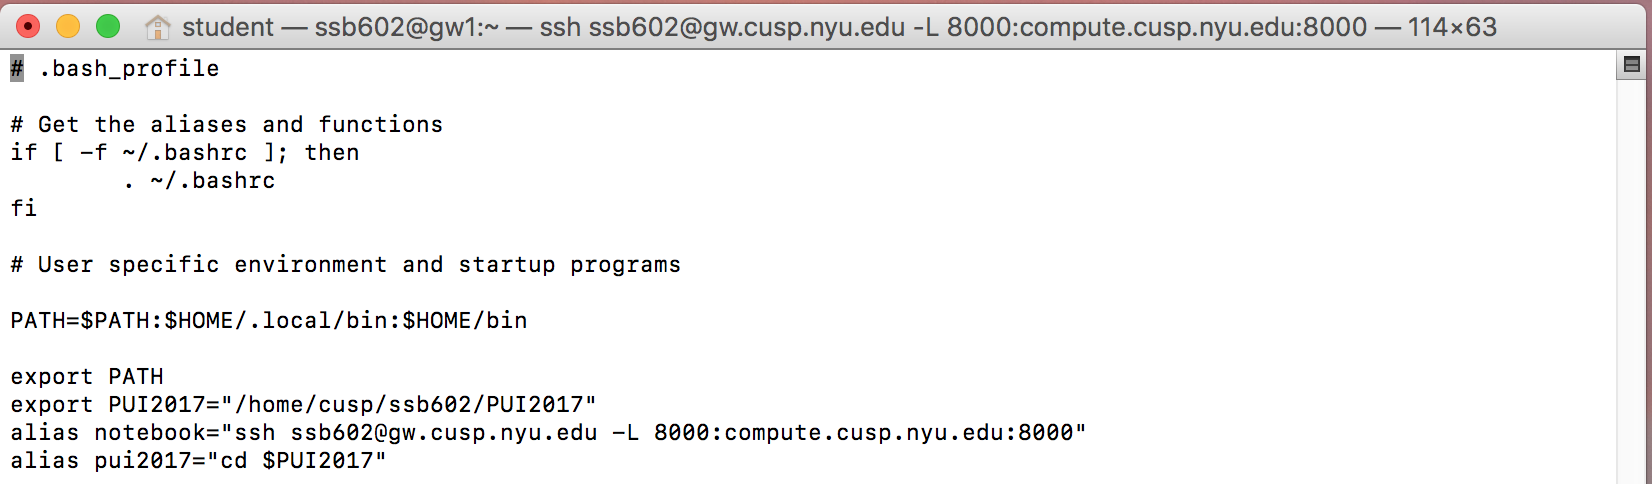 student — ssb602@gw1:~ — ssh ssb602@gw.cusp.nyu.edu -L 8000:compute.cusp.nyu.edu:8000 — 114×63
# .bash_profile
# Get the aliases and functions
if [ -f ~/.bashrc ]; then
        . ~/.bashrc
fi
# User specific environment and startup programs
PATH=$PATH:$HOME/.local/bin:$HOME/bin
export PATH
export PUI2017="/home/cusp/ssb602/PUI2017"
alias notebook="ssh ssb602@gw.cusp.nyu.edu -L 8000:compute.cusp.nyu.edu:8000"
alias pui2017="cd $PUI2017"